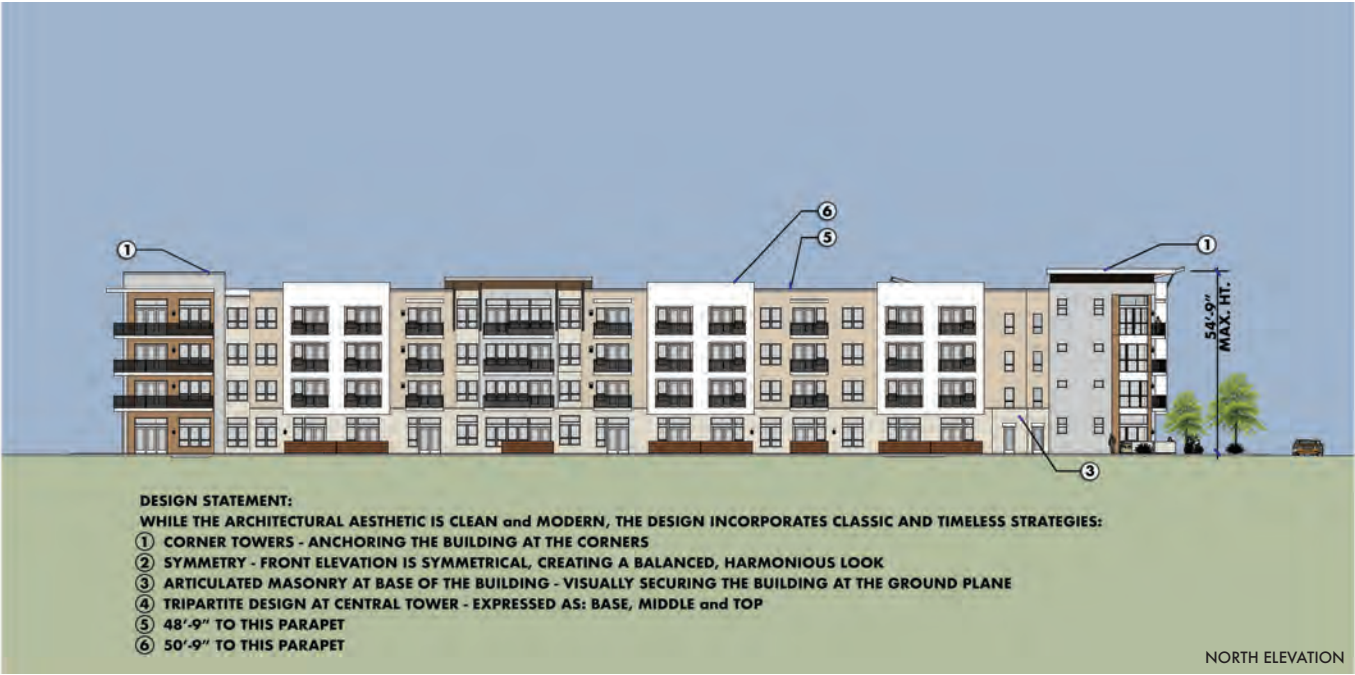 6
5
1
1
54'-9"
MAX. HT.
3
DESIGN STATEMENT:
WHILE THE ARCHITECTURAL AESTHETIC IS CLEAN and MODERN, THE DESIGN INCORPORATES CLASSIC AND TIMELESS STRATEGIES:
1 CORNER TOWERS - ANCHORING THE BUILDING AT THE CORNERS
2 SYMMETRY - FRONT ELEVATION IS SYMMETRICAL, CREATING A BALANCED, HARMONIOUS LOOK
3 ARTICULATED MASONRY AT BASE OF THE BUILDING - VISUALLY SECURING THE BUILDING AT THE GROUND PLANE
4 TRIPARTITE DESIGN AT CENTRAL TOWER - EXPRESSED AS: BASE, MIDDLE and TOP
5 48'-9" TO THIS PARAPET
6 50'-9" TO THIS PARAPET
NORTH ELEVATION